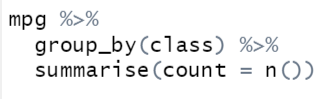 mpg %>%
  group_by(class) %>%
  summarise(count = n())